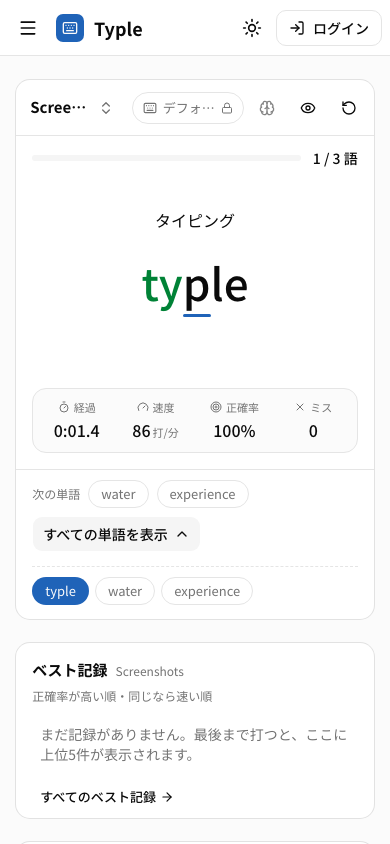 Typle
ログイン
Scree…
デフォ…
1 / 3 語
タイピング
typle
経過
速度
正確率
ミス
0:01.4
86 打/分
100%
0
次の単語
water
experience
すべての単語を表示
typle
water
experience
ベスト記録 Screenshots
正確率が高い順・同じなら速い順
まだ記録がありません。最後まで打つと、ここに
上位5件が表示されます。
すべてのベスト記録 →